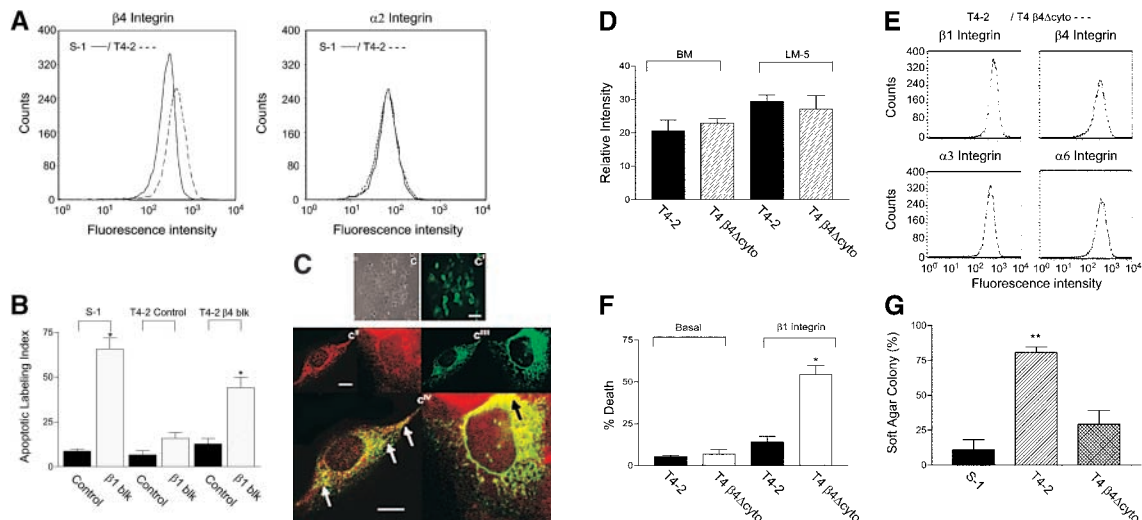 A
β4 Integrin
S-1 —/ T4-2 - - -
Counts
400
320
240
160
80
0
10⁰ 10¹ 10² 10³ 10⁴
Fluorescence intensity
α2 Integrin
S-1 —/ T4-2 - - -
Counts
400
320
240
160
80
0
10⁰ 10¹ 10² 10³ 10⁴
Fluorescence intensity
B
S-1 T4-2 Control T4-2 β4 blk
Apoptotic Labeling Index
75
50
25
0
* *
Control β1 blk Control β1 blk Control β1 blk
C
c c'
c'' c'''
cIV
D
BM LM-5
Relative Intensity
40
30
20
10
0
T4-2 T4 β4Δcyto T4-2 T4 β4Δcyto
E
T4-2 / T4 β4Δcyto - - -
β1 Integrin β4 Integrin
Counts
400
320
240
160
80
0
α3 Integrin α6 Integrin
Counts
400
320
240
160
80
0
10⁰ 10¹ 10² 10³ 10⁴ 10⁰ 10¹ 10² 10³ 10⁴
Fluorescence intensity
F
Basal β1 integrin
% Death
75
50
25
0
*
T4-2 T4 β4Δcyto T4-2 T4 β4Δcyto
G
Soft Agar Colony (%)
100
75
50
25
0
**
S-1 T4-2 T4 β4Δcyto